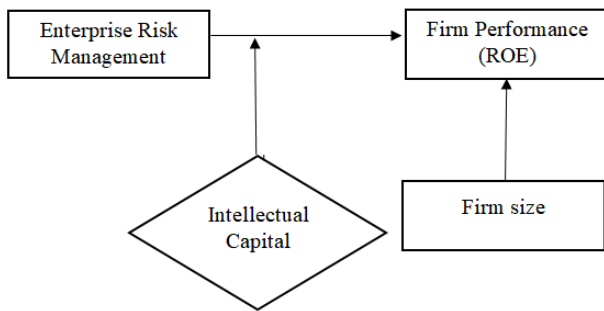 Enterprise Risk
Management
Firm Performance
(ROE)
Intellectual
Capital
Firm size